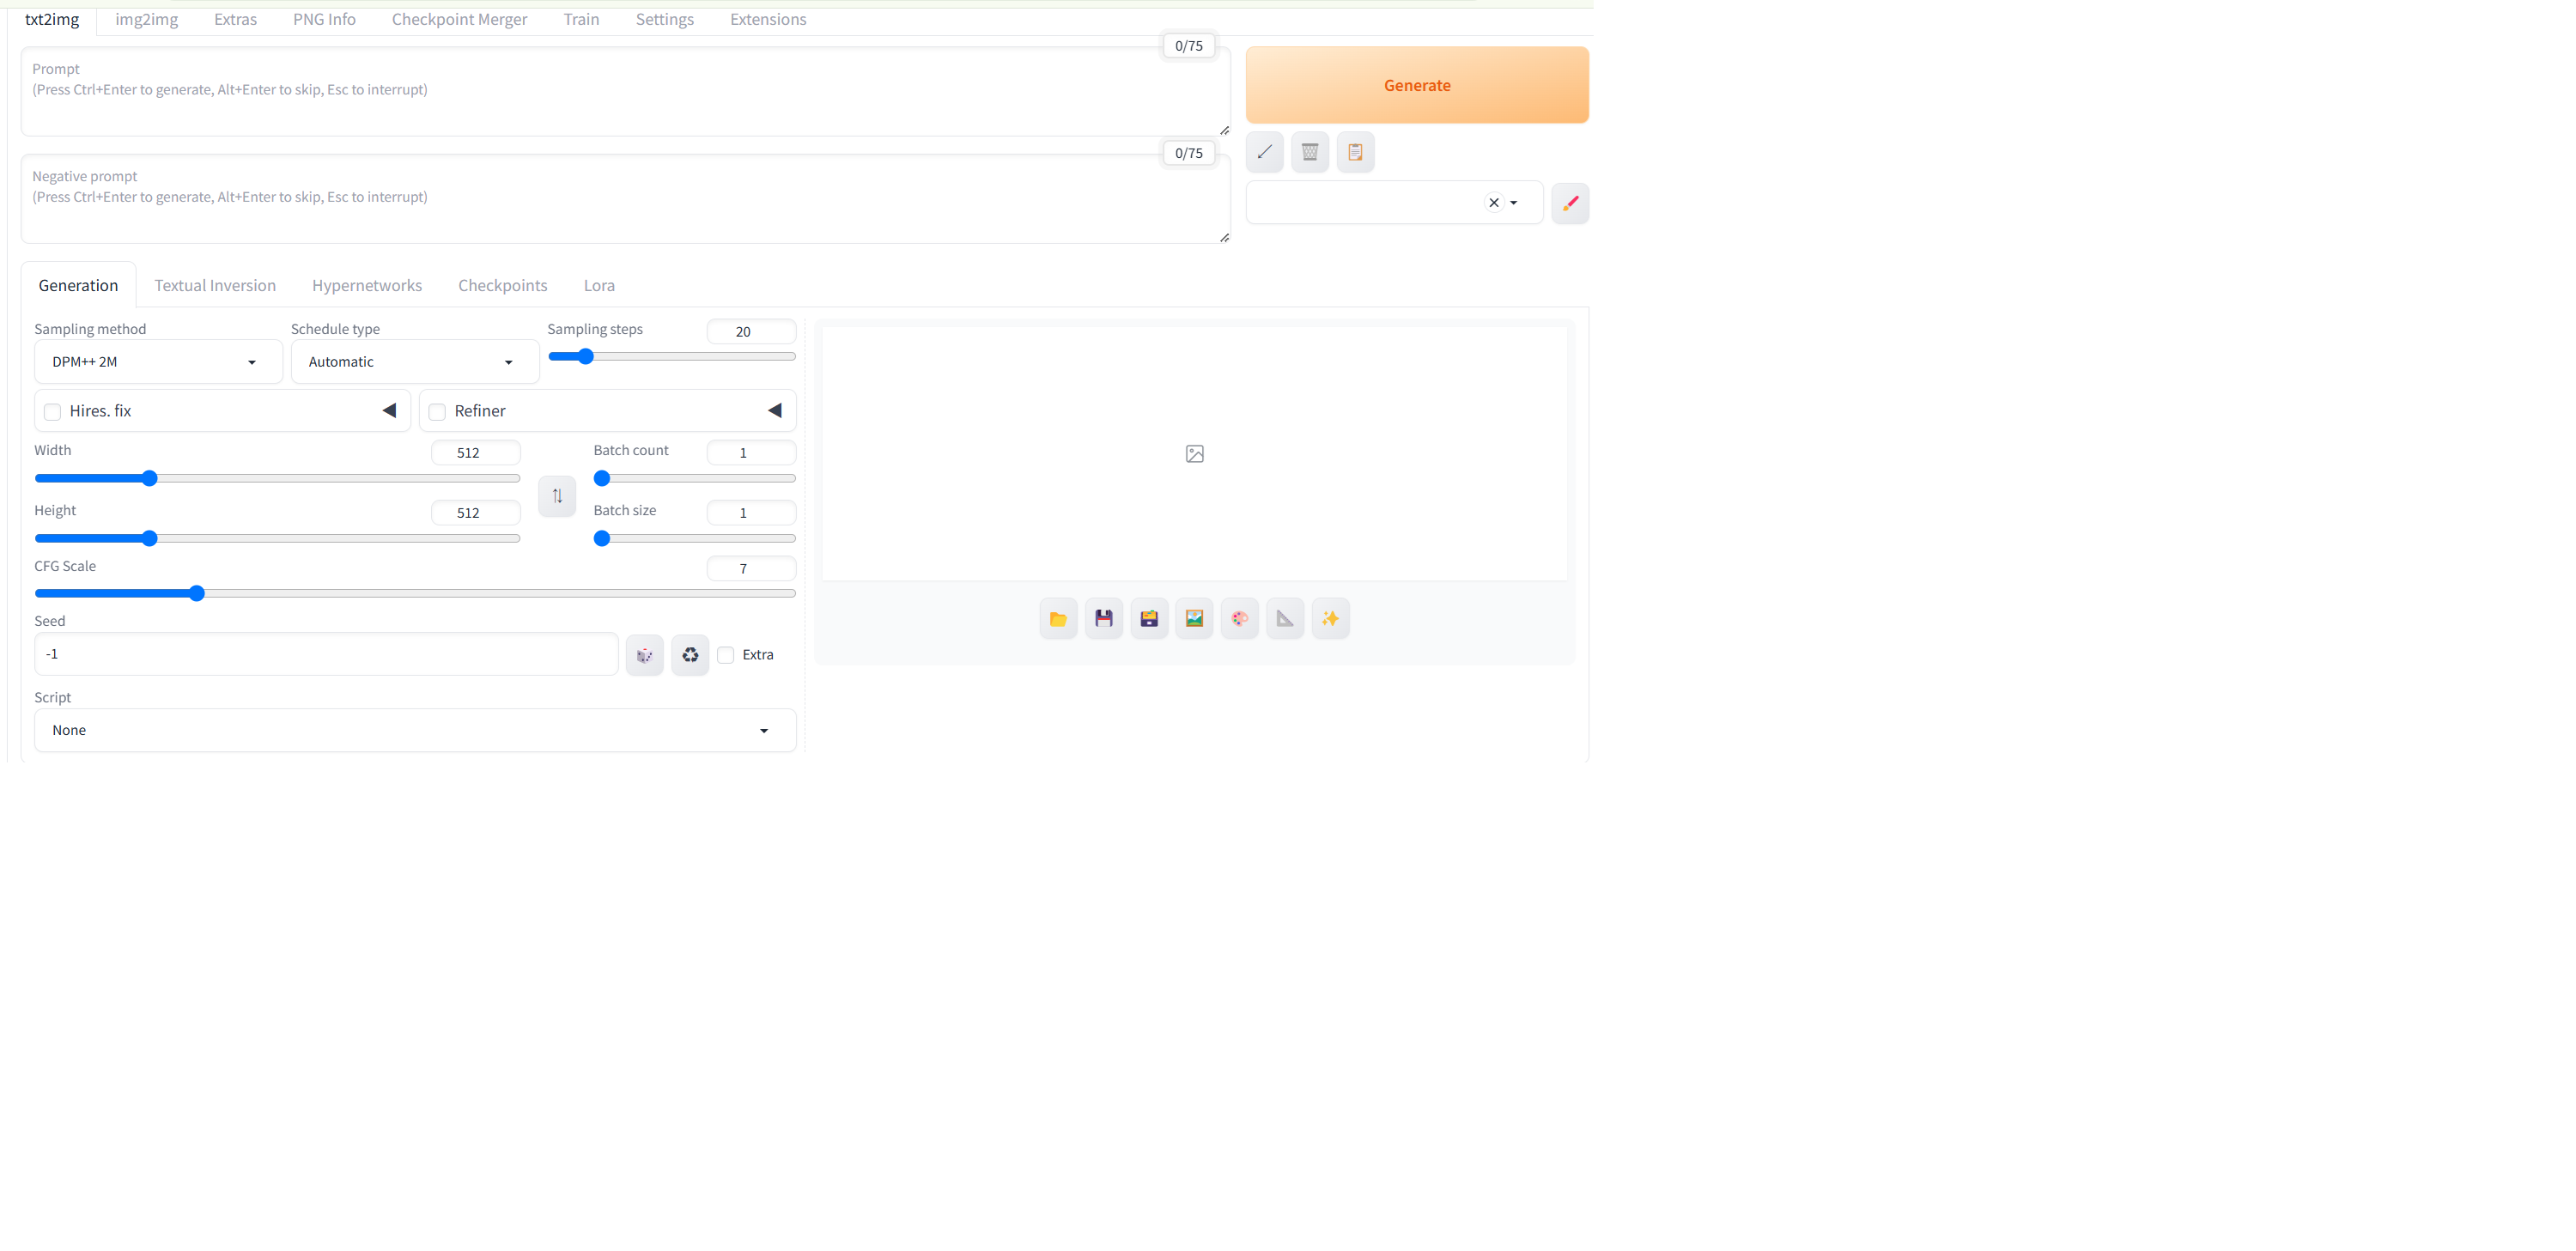 txt2img img2img Extras PNG Info Checkpoint Merger Train Settings Extensions
0/75
Prompt
(Press Ctrl+Enter to generate, Alt+Enter to skip, Esc to interrupt)
Generate
0/75
Negative prompt
(Press Ctrl+Enter to generate, Alt+Enter to skip, Esc to interrupt)
Generation Textual Inversion Hypernetworks Checkpoints Lora
Sampling method Schedule type Sampling steps 20
DPM++ 2M Automatic
Hires. fix Refiner
Width 512 Batch count 1
Height 512 Batch size 1
CFG Scale 7
Seed
-1 Extra
Script
None